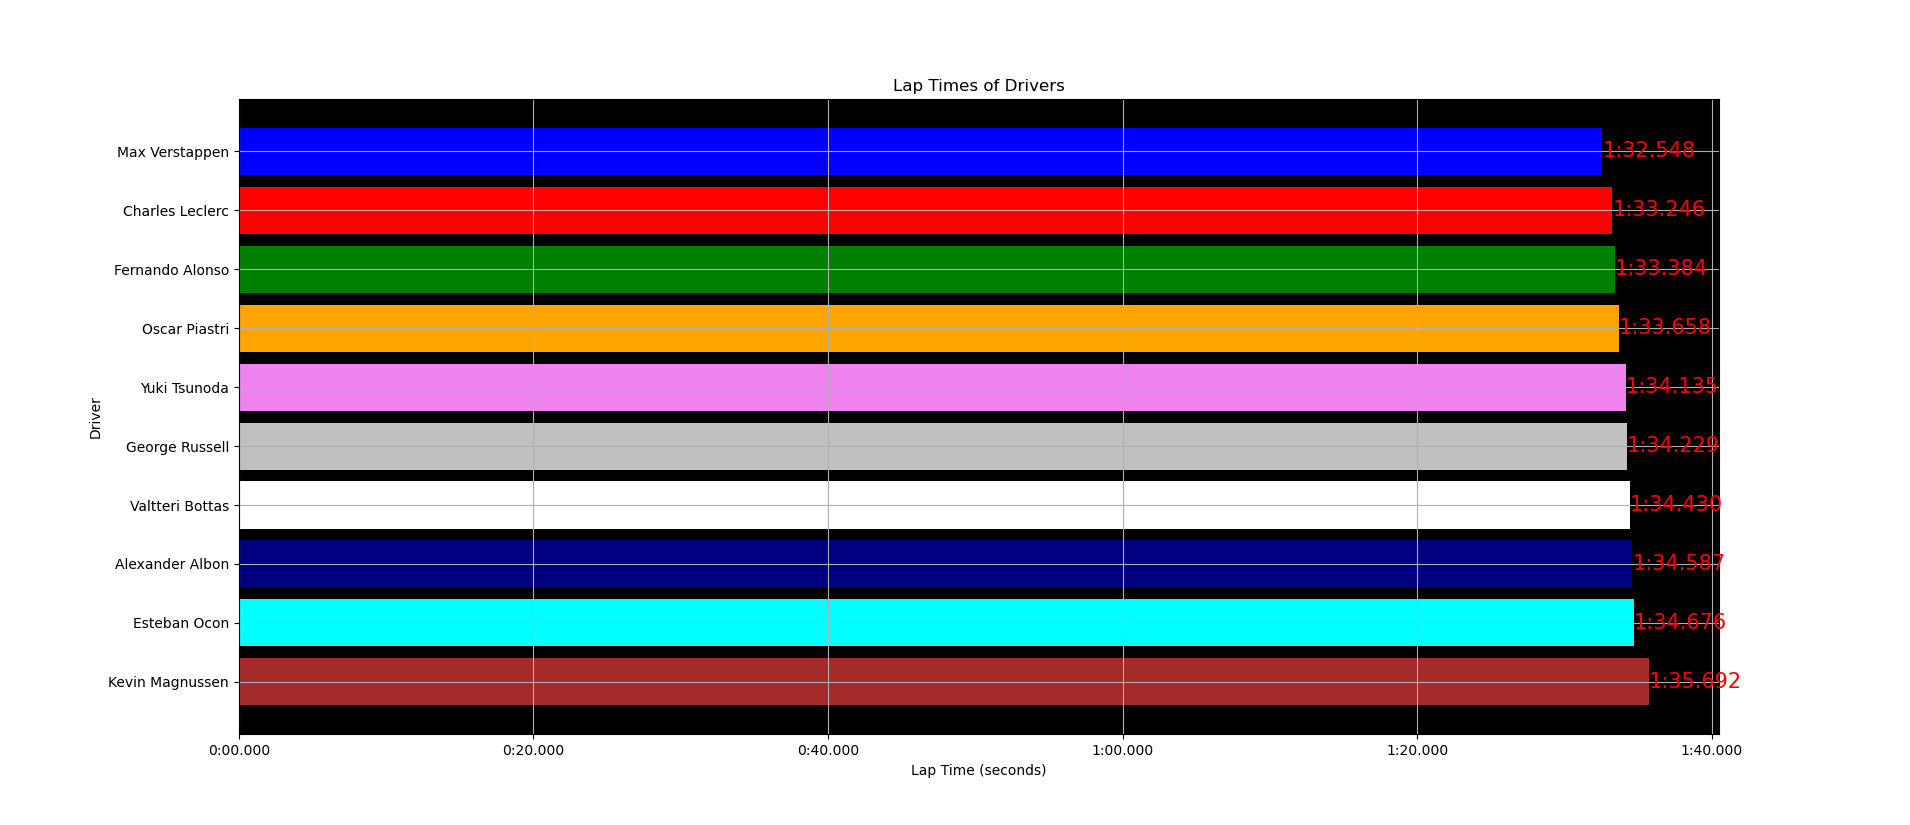 Lap Times of Drivers
Max Verstappen 1:32.548
Charles Leclerc 1:33.246
Fernando Alonso 1:33.384
Oscar Piastri 1:33.658
Yuki Tsunoda 1:34.135
George Russell 1:34.229
Valtteri Bottas 1:34.430
Alexander Albon 1:34.587
Esteban Ocon 1:34.676
Kevin Magnussen 1:35.692
Driver
0:00.000 0:20.000 0:40.000 1:00.000 1:20.000 1:40.000
Lap Time (seconds)